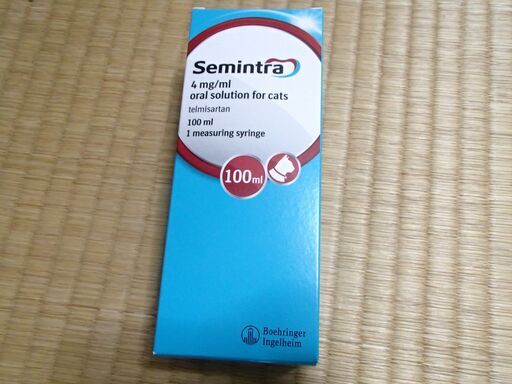 Semintra
4 mg/ml
oral solution for cats
telmisartan
100 ml
1 measuring syringe
100ml
Boehringer
Ingelheim